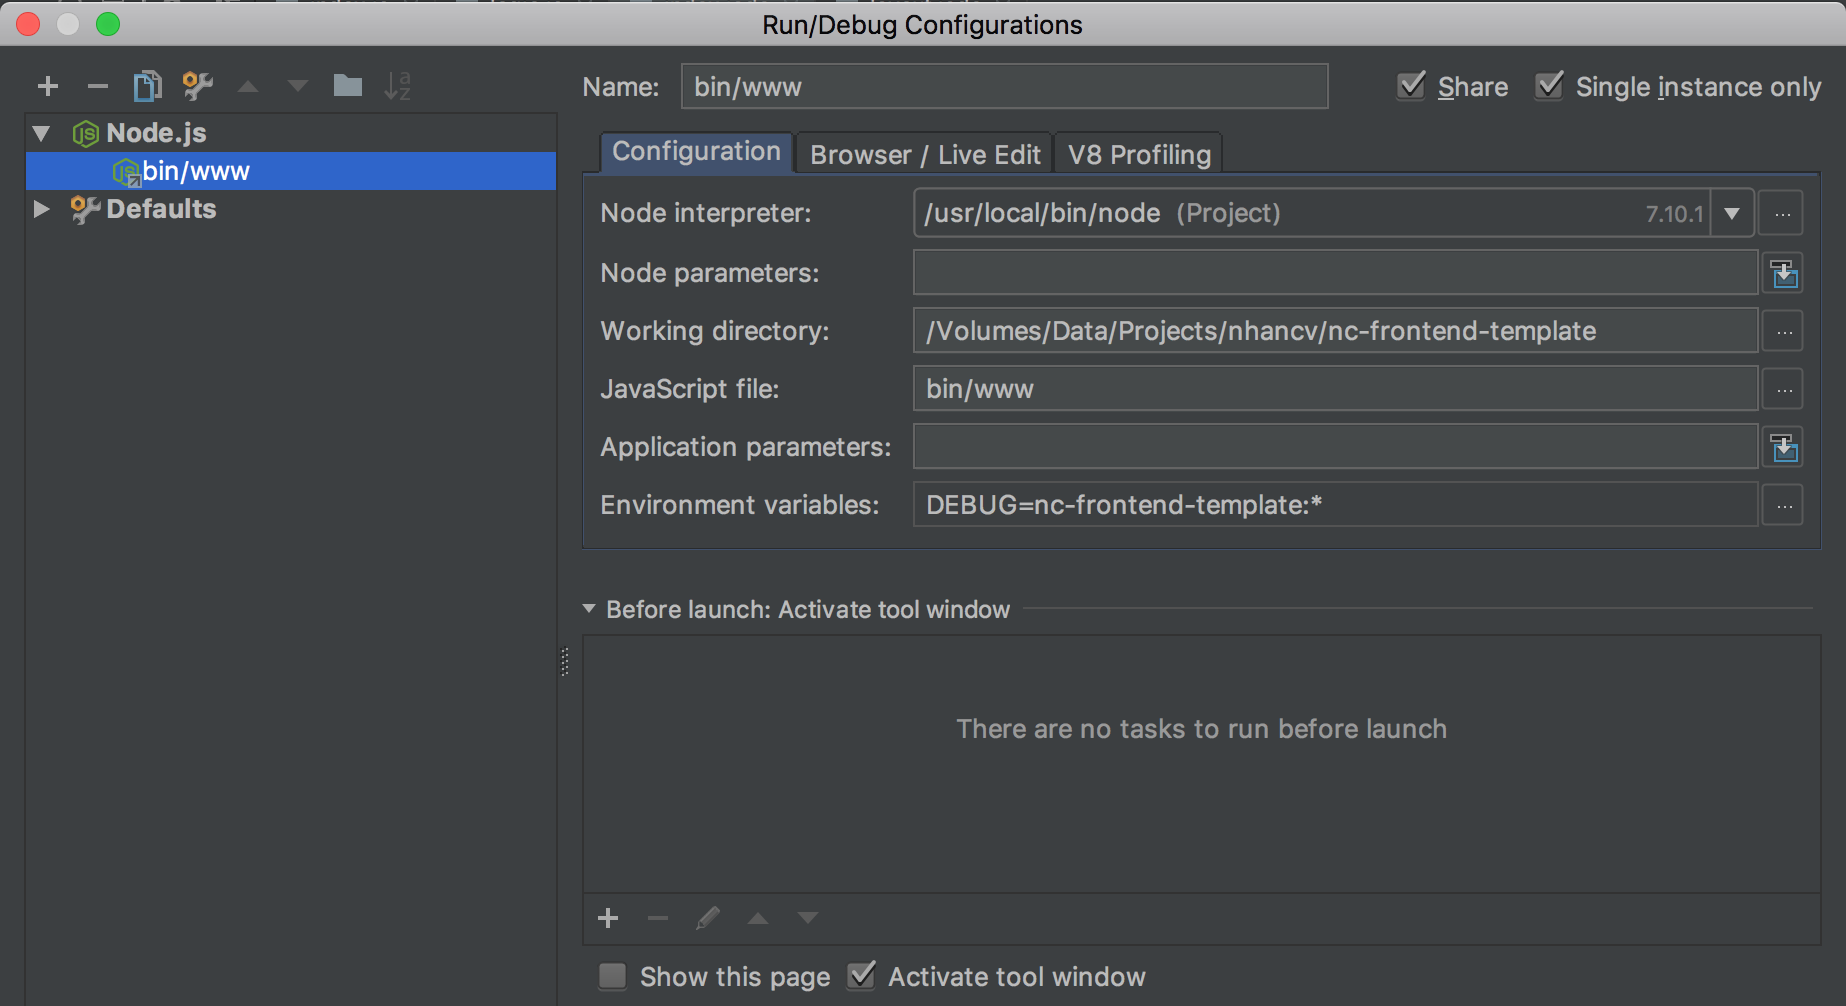 Run/Debug Configurations
Name: bin/www Share Single instance only
Node.js
bin/www
Defaults
Configuration Browser / Live Edit V8 Profiling
Node interpreter: /usr/local/bin/node (Project) 7.10.1 ...
Node parameters:
Working directory: /Volumes/Data/Projects/nhancv/nc-frontend-template ...
JavaScript file: bin/www ...
Application parameters:
Environment variables: DEBUG=nc-frontend-template:* ...
Before launch: Activate tool window
There are no tasks to run before launch
Show this page Activate tool window